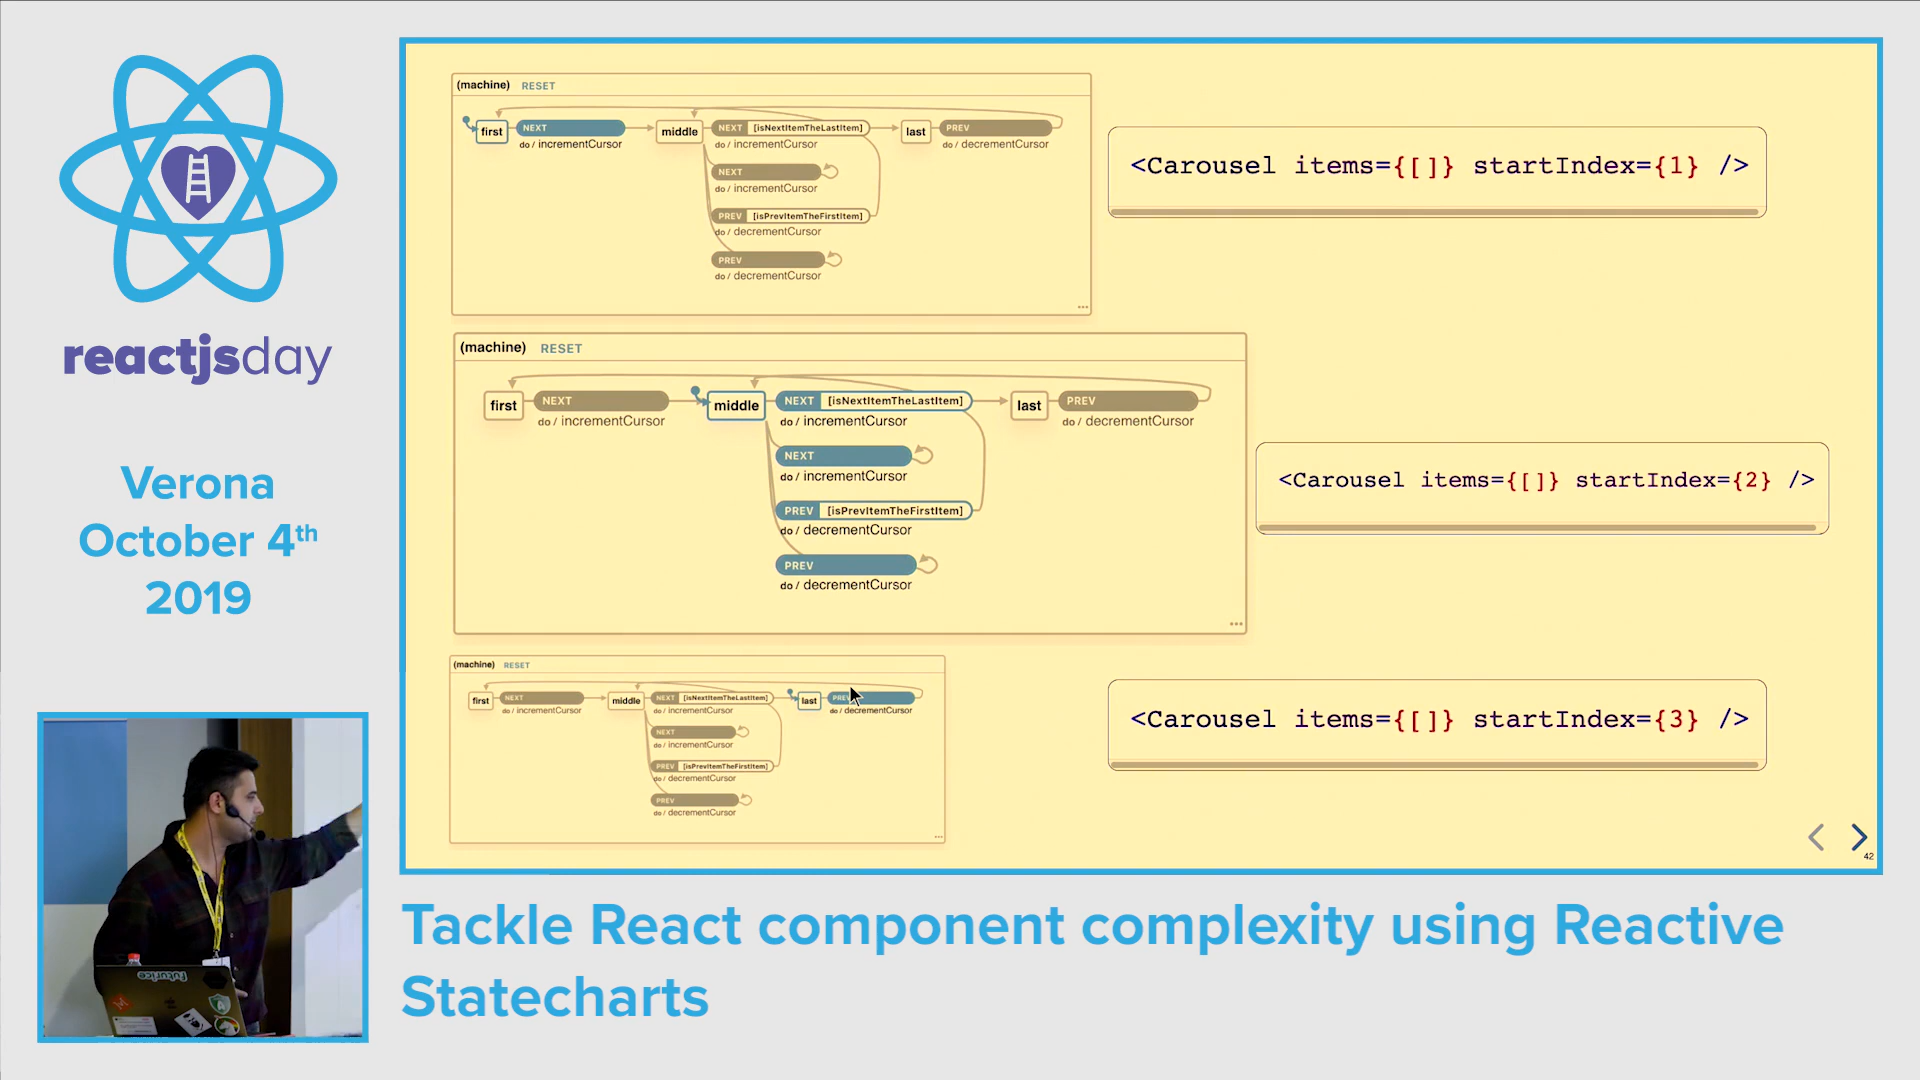 reactjsday
Verona
October 4th
2019
(machine) RESET
first NEXT middle NEXT [isNextItemTheLastItem] last PREV
do / incrementCursor do / incrementCursor do / decrementCursor
NEXT
do / incrementCursor
PREV [isPrevItemTheFirstItem]
do / decrementCursor
PREV
do / decrementCursor
...
<Carousel items={[]} startIndex={1} />
(machine) RESET
first NEXT middle NEXT [isNextItemTheLastItem] last PREV
do / incrementCursor do / incrementCursor do / decrementCursor
NEXT
do / incrementCursor
PREV [isPrevItemTheFirstItem]
do / decrementCursor
PREV
do / decrementCursor
...
<Carousel items={[]} startIndex={2} />
(machine) RESET
first NEXT middle NEXT [isNextItemTheLastItem] last PREV
do / incrementCursor do / incrementCursor do / decrementCursor
NEXT
do / incrementCursor
PREV [isPrevItemTheFirstItem]
do / decrementCursor
PREV
do / decrementCursor
...
<Carousel items={[]} startIndex={3} />
42
futurice
Tackle React component complexity using Reactive
Statecharts